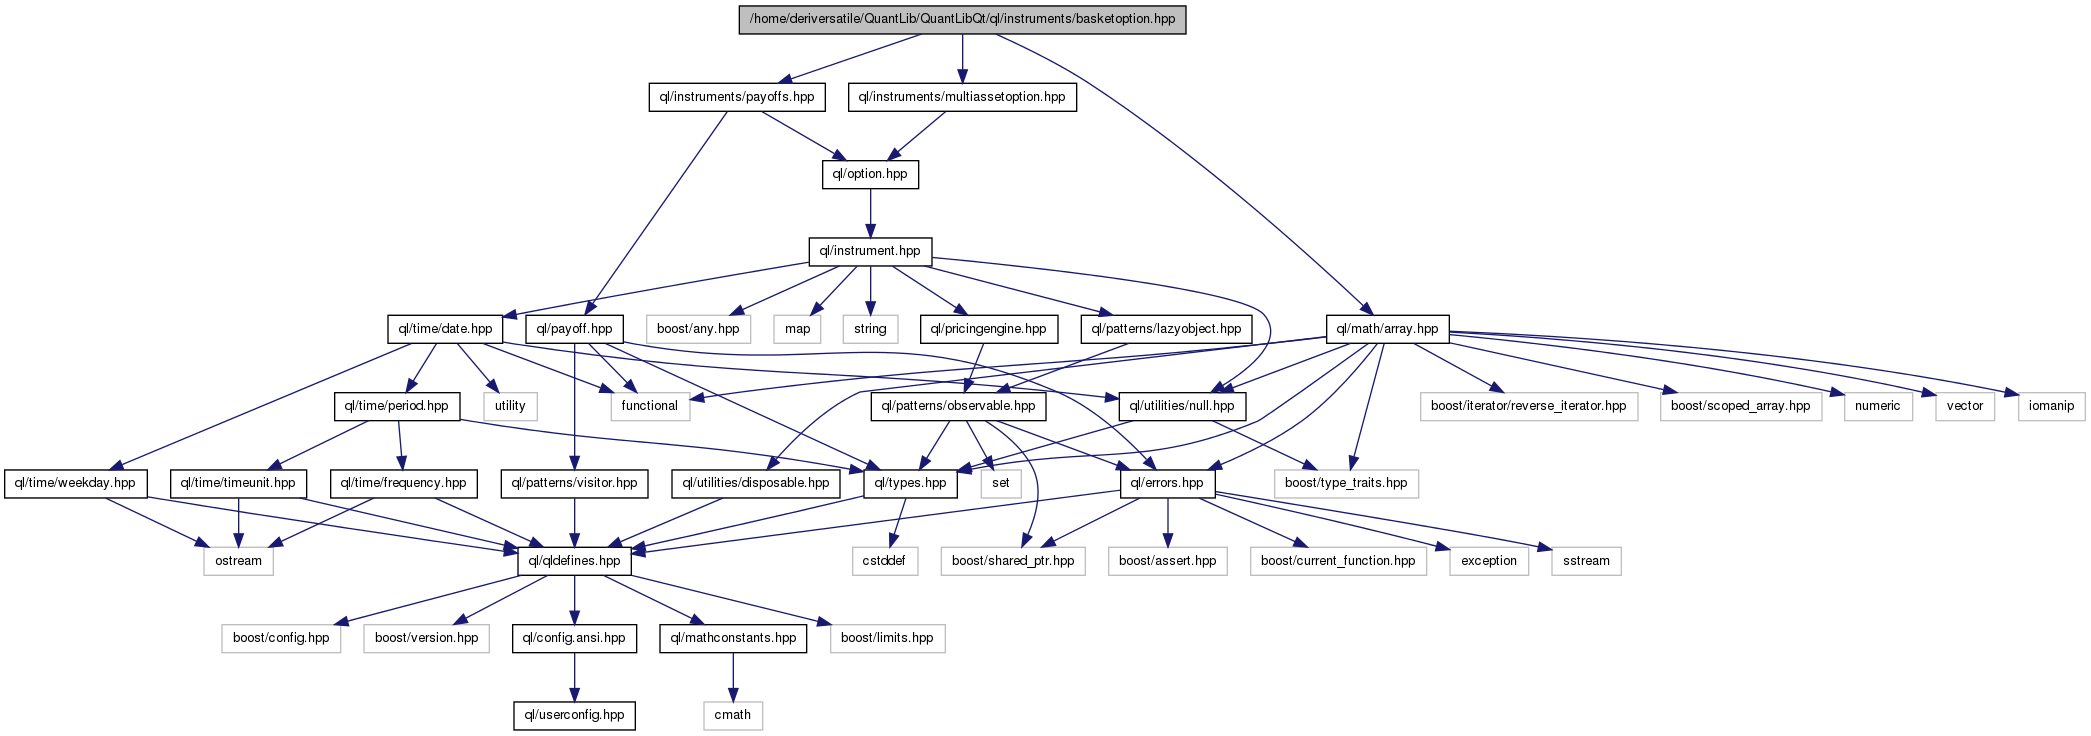 /home/deriversatile/QuantLib/QuantLibQt/ql/instruments/basketoption.hpp
ql/instruments/payoffs.hpp
ql/instruments/multiassetoption.hpp
ql/option.hpp
ql/instrument.hpp
ql/time/date.hpp
ql/payoff.hpp
boost/any.hpp
map
string
ql/pricingengine.hpp
ql/patterns/lazyobject.hpp
ql/math/array.hpp
ql/time/period.hpp
utility
functional
ql/patterns/observable.hpp
ql/utilities/null.hpp
boost/iterator/reverse_iterator.hpp
boost/scoped_array.hpp
numeric
vector
iomanip
ql/time/weekday.hpp
ql/time/timeunit.hpp
ql/time/frequency.hpp
ql/patterns/visitor.hpp
ql/utilities/disposable.hpp
ql/types.hpp
set
ql/errors.hpp
boost/type_traits.hpp
ostream
ql/qldefines.hpp
cstddef
boost/shared_ptr.hpp
boost/assert.hpp
boost/current_function.hpp
exception
sstream
boost/config.hpp
boost/version.hpp
ql/config.ansi.hpp
ql/mathconstants.hpp
boost/limits.hpp
ql/userconfig.hpp
cmath